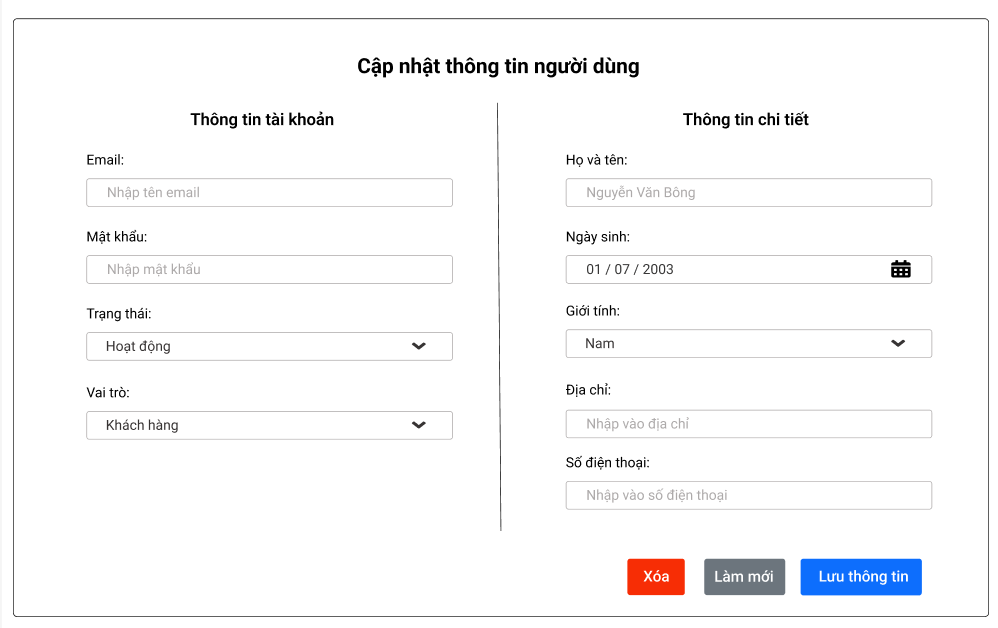 Cập nhật thông tin người dùng
Thông tin tài khoản
Email:
Nhập tên email
Mật khẩu:
Nhập mật khẩu
Trạng thái:
Hoạt động
Vai trò:
Khách hàng
Thông tin chi tiết
Họ và tên:
Nguyễn Văn Bông
Ngày sinh:
01 / 07 / 2003
Giới tính:
Nam
Địa chỉ:
Nhập vào địa chỉ
Số điện thoại:
Nhập vào số điện thoại
Xóa
Làm mới
Lưu thông tin